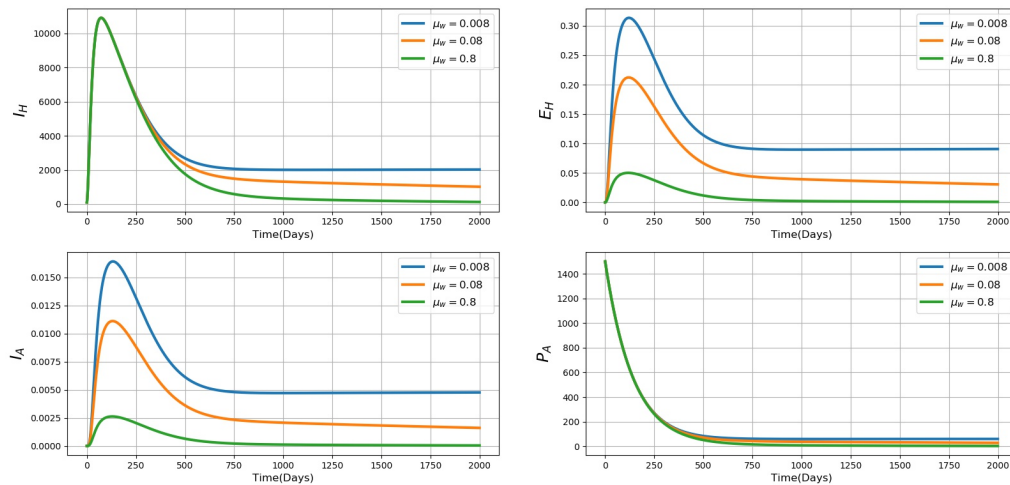 I_H
10000
8000
6000
4000
2000
0
μ_w = 0.008
μ_w = 0.08
μ_w = 0.8
0 250 500 750 1000 1250 1500 1750 2000
Time(Days)
E_H
0.30
0.25
0.20
0.15
0.10
0.05
0.00
μ_w = 0.008
μ_w = 0.08
μ_w = 0.8
0 250 500 750 1000 1250 1500 1750 2000
Time(Days)
I_A
0.0150
0.0125
0.0100
0.0075
0.0050
0.0025
0.0000
μ_w = 0.008
μ_w = 0.08
μ_w = 0.8
0 250 500 750 1000 1250 1500 1750 2000
Time(Days)
P_A
1400
1200
1000
800
600
400
200
0
μ_w = 0.008
μ_w = 0.08
μ_w = 0.8
0 250 500 750 1000 1250 1500 1750 2000
Time(Days)